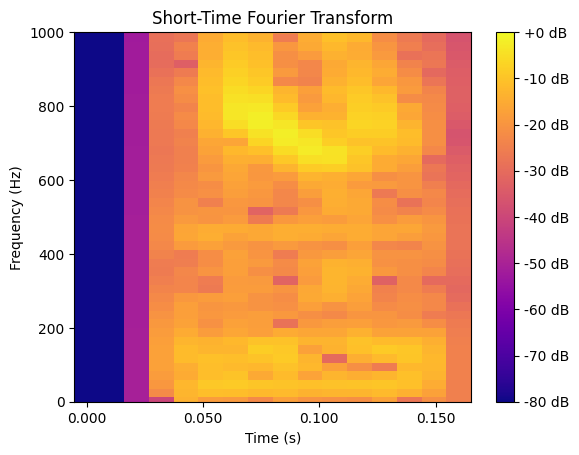 Short-Time Fourier Transform
1000
800
600
400
200
0
Frequency (Hz)
0.000
0.050
0.100
0.150
Time (s)
+0 dB
-10 dB
-20 dB
-30 dB
-40 dB
-50 dB
-60 dB
-70 dB
-80 dB